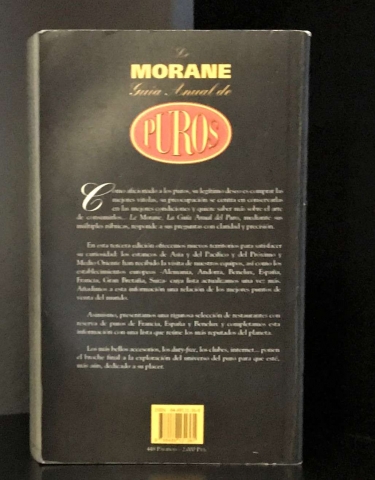 Le
MORANE
Guía Anual de
PUROS
Cómo aficionado a los puros, su legítimo deseo es comprar las
mejores vitolas, su preocupación se centra en conservarlas
en las mejores condiciones y quiere saber más sobre el arte
de consumirlos... Le Morane, La Guía Anual del Puro, mediante sus
múltiples rúbricas, responde a sus preguntas con claridad y precisión.
En esta tercera edición ofrecemos nuevos territorios para satisfacer
su curiosidad: los estancos de Asia y del Pacífico y del Próximo y
Medio Oriente han recibido la visita de nuestros equipos, así como los
establecimientos europeos -Alemania, Andorra, Benelux, España,
Francia, Gran Bretaña, Suiza- cuya lista actualizamos una vez más.
Añadimos a esta información una relación de los mejores puntos de
venta del mundo.
Asimismo, presentamos una rigurosa selección de restaurantes con
reserva de puros de Francia, España y Benelux y completamos esta
información con una lista que reúne los más reputados del planeta.
Los más bellos accesorios, los duty-free, los clubes, internet... ponen
el broche final a la exploración del universo del puro para que esté,
más aún, dedicado a su placer.